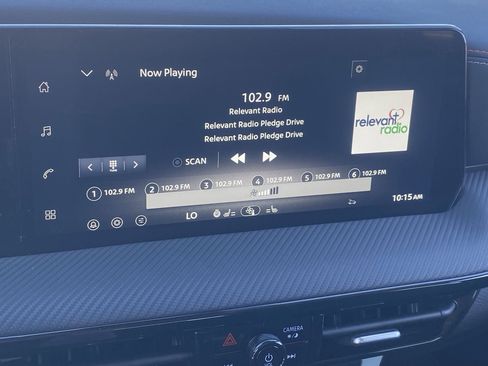 Now Playing
102.9 FM
Relevant Radio
Relevant Radio Pledge Drive
Relevant Radio Pledge Drive
relevant
radio
SCAN
1 102.9 FM 2 102.9 FM 3 102.9 FM 4 102.9 FM 5 102.9 FM 6 102.9 FM
LO
10:15 AM
CAMERA